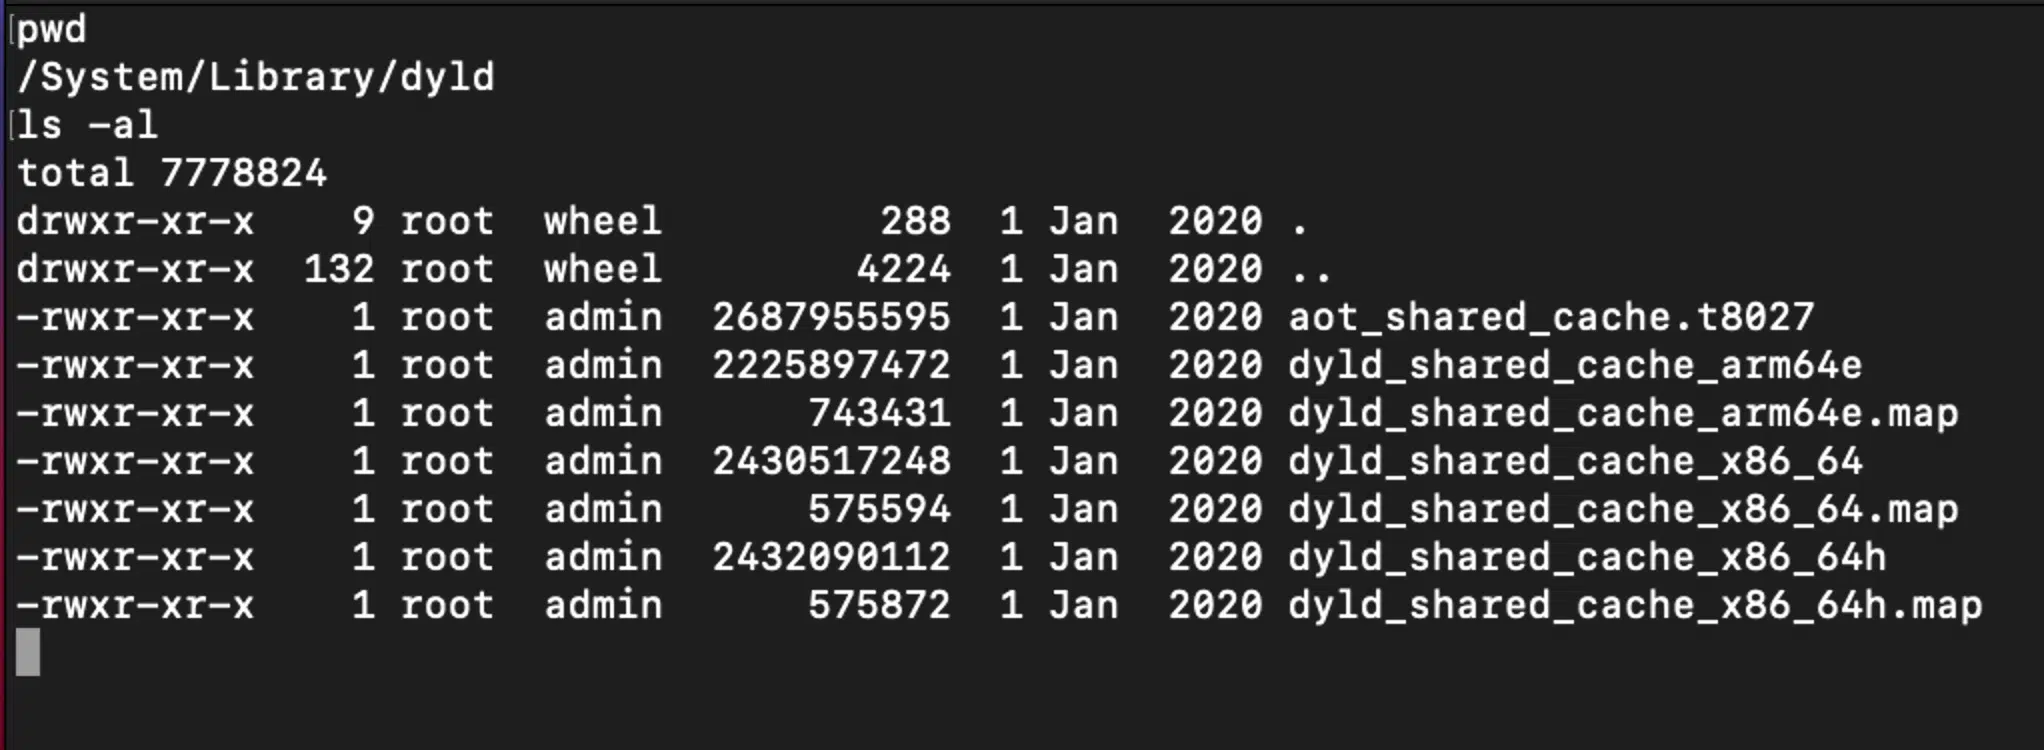 pwd
/System/Library/dyld
ls -al
total 7778824
drwxr-xr-x    9 root  wheel         288  1 Jan  2020 .
drwxr-xr-x  132 root  wheel        4224  1 Jan  2020 ..
-rwxr-xr-x    1 root  admin  2687955595  1 Jan  2020 aot_shared_cache.t8027
-rwxr-xr-x    1 root  admin  2225897472  1 Jan  2020 dyld_shared_cache_arm64e
-rwxr-xr-x    1 root  admin      743431  1 Jan  2020 dyld_shared_cache_arm64e.map
-rwxr-xr-x    1 root  admin  2430517248  1 Jan  2020 dyld_shared_cache_x86_64
-rwxr-xr-x    1 root  admin      575594  1 Jan  2020 dyld_shared_cache_x86_64.map
-rwxr-xr-x    1 root  admin  2432090112  1 Jan  2020 dyld_shared_cache_x86_64h
-rwxr-xr-x    1 root  admin      575872  1 Jan  2020 dyld_shared_cache_x86_64h.map